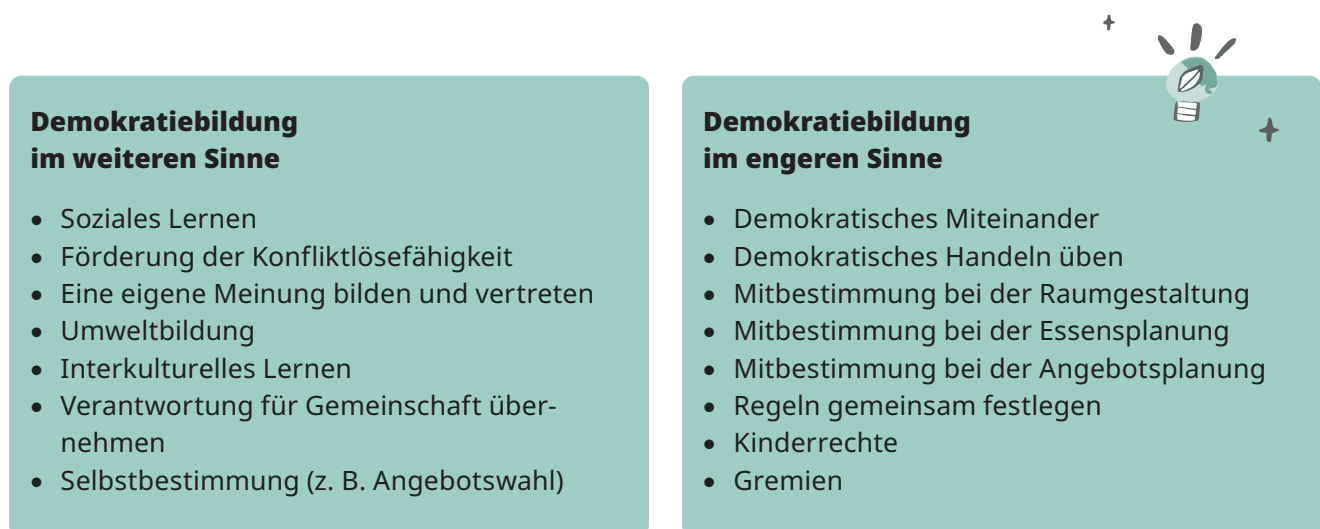 Demokratiebildung
im weiteren Sinne
• Soziales Lernen
• Förderung der Konfliktlösefähigkeit
• Eine eigene Meinung bilden und vertreten
• Umweltbildung
• Interkulturelles Lernen
• Verantwortung für Gemeinschaft über-
nehmen
• Selbstbestimmung (z. B. Angebotswahl)
Demokratiebildung
im engeren Sinne
• Demokratisches Miteinander
• Demokratisches Handeln üben
• Mitbestimmung bei der Raumgestaltung
• Mitbestimmung bei der Essensplanung
• Mitbestimmung bei der Angebotsplanung
• Regeln gemeinsam festlegen
• Kinderrechte
• Gremien